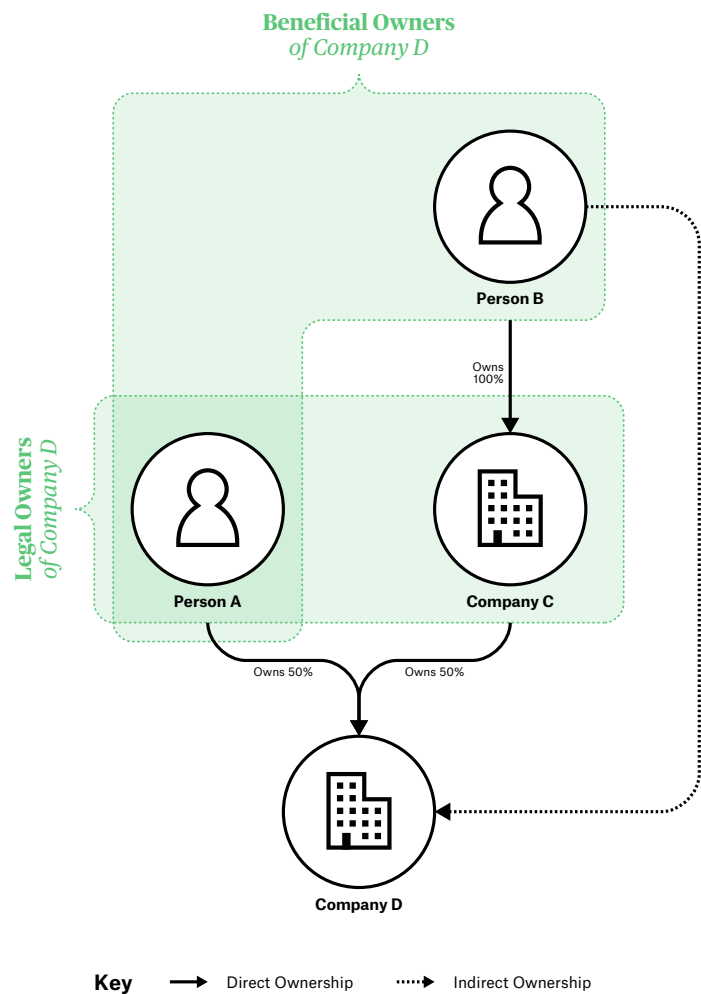 Beneficial Owners
of Company D
Person B
Owns
100%
Legal Owners
of Company D
Person A
Company C
Owns 50%
Owns 50%
Company D
Key
Direct Ownership
Indirect Ownership